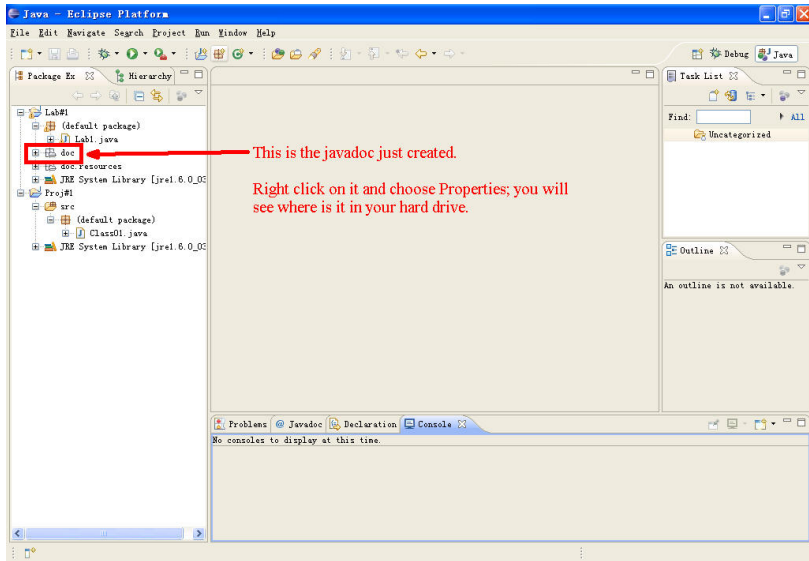 Java - Eclipse Platform
File Edit Navigate Search Project Run Window Help
Debug Java
Package Ex Hierarchy
Task List
Find: All
Uncategorized
Lab#1
(default package)
Lab1.java
doc
doc.resources
JRE System Library [jre1.6.0_03
Proj#1
src
(default package)
Class01.java
JRE System Library [jre1.6.0_03
This is the javadoc just created.
Right click on it and choose Properties; you will
see where is it in your hard drive.
Outline
An outline is not available.
Problems @ Javadoc Declaration Console
No consoles to display at this time.